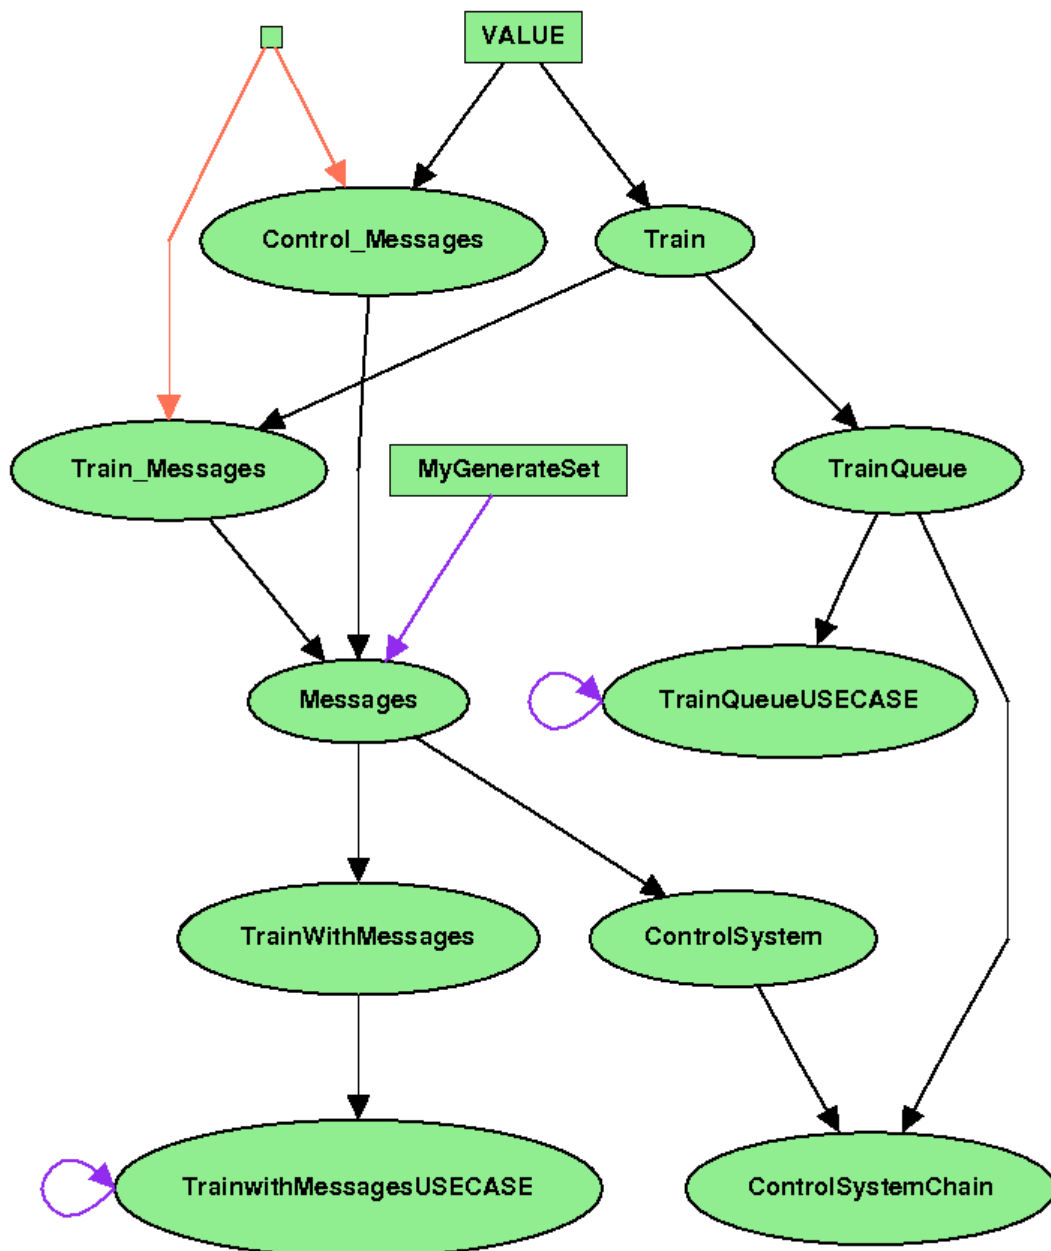 VALUE
Control_Messages
Train
Train_Messages
MyGenerateSet
TrainQueue
Messages
TrainQueueUSECASE
TrainWithMessages
ControlSystem
TrainwithMessagesUSECASE
ControlSystemChain